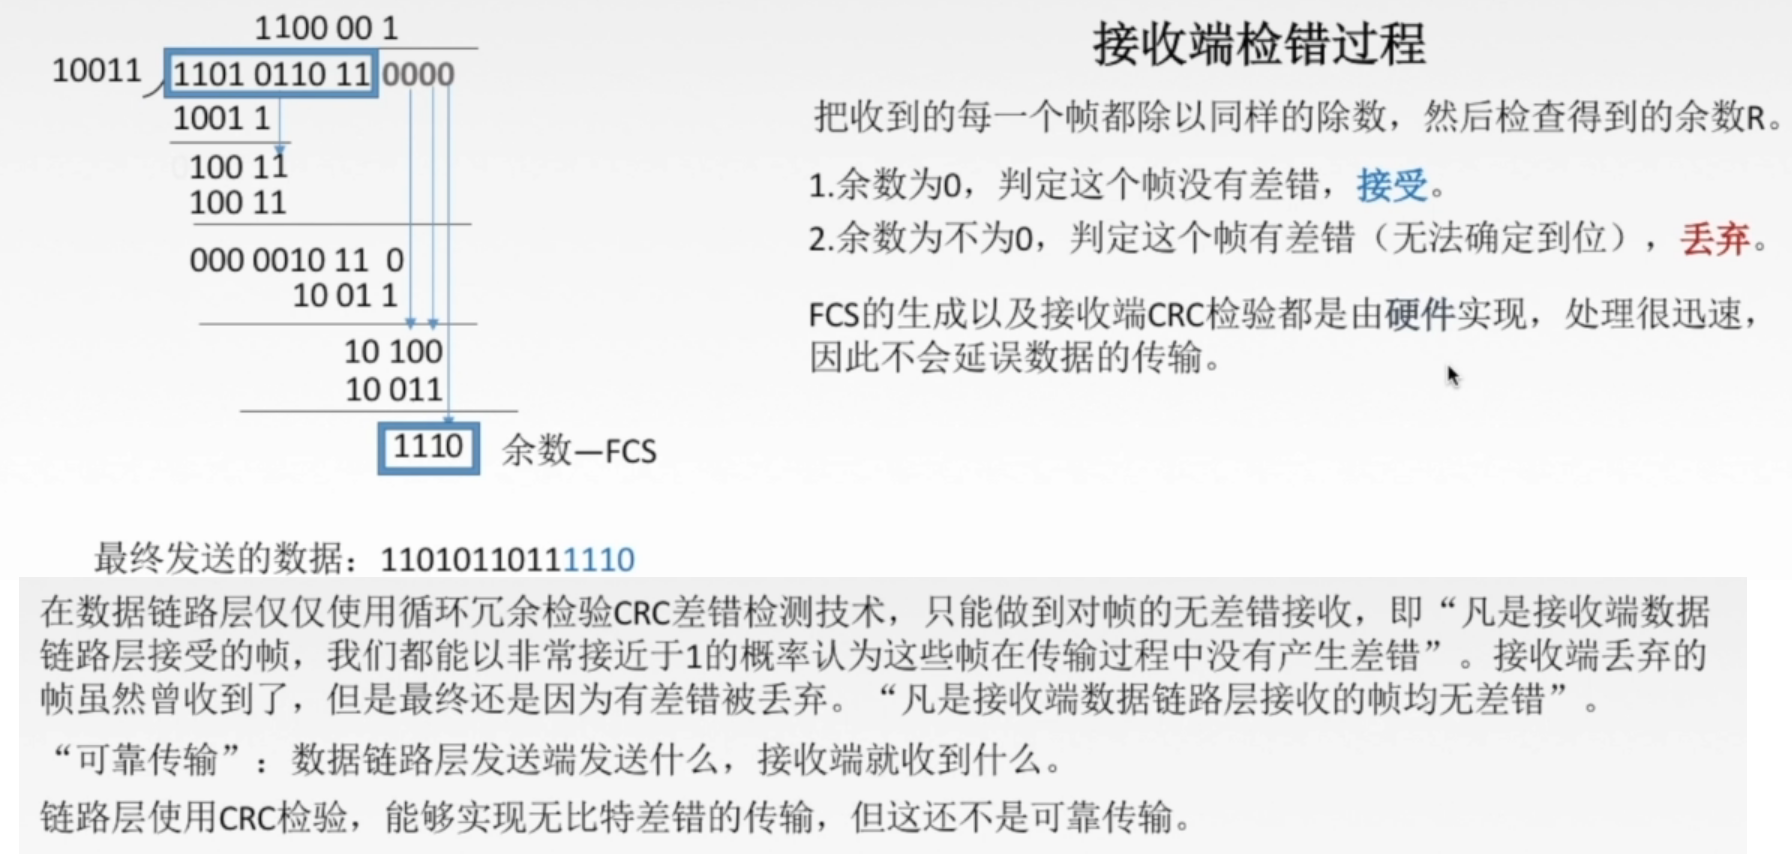 1100 00 1
10011
1101 0110 11 0000
1001 1
100 11
100 11
000 0010 11 0
10 01 1
10 100
10 011
1110 余数—FCS
最终发送的数据：11010110111110
接收端检错过程
把收到的每一个帧都除以同样的除数，然后检查得到的余数R。
1.余数为0，判定这个帧没有差错，接受。
2.余数为不为0，判定这个帧有差错（无法确定到位），丢弃。
FCS的生成以及接收端CRC检验都是由硬件实现，处理很迅速，
因此不会延误数据的传输。
在数据链路层仅仅使用循环冗余检验CRC差错检测技术，只能做到对帧的无差错接收，即“凡是接收端数据
链路层接受的帧，我们都能以非常接近于1的概率认为这些帧在传输过程中没有产生差错”。接收端丢弃的
帧虽然曾收到了，但是最终还是因为有差错被丢弃。“凡是接收端数据链路层接收的帧均无差错”。
“可靠传输”：数据链路层发送端发送什么，接收端就收到什么。
链路层使用CRC检验，能够实现无比特差错的传输，但这还不是可靠传输。